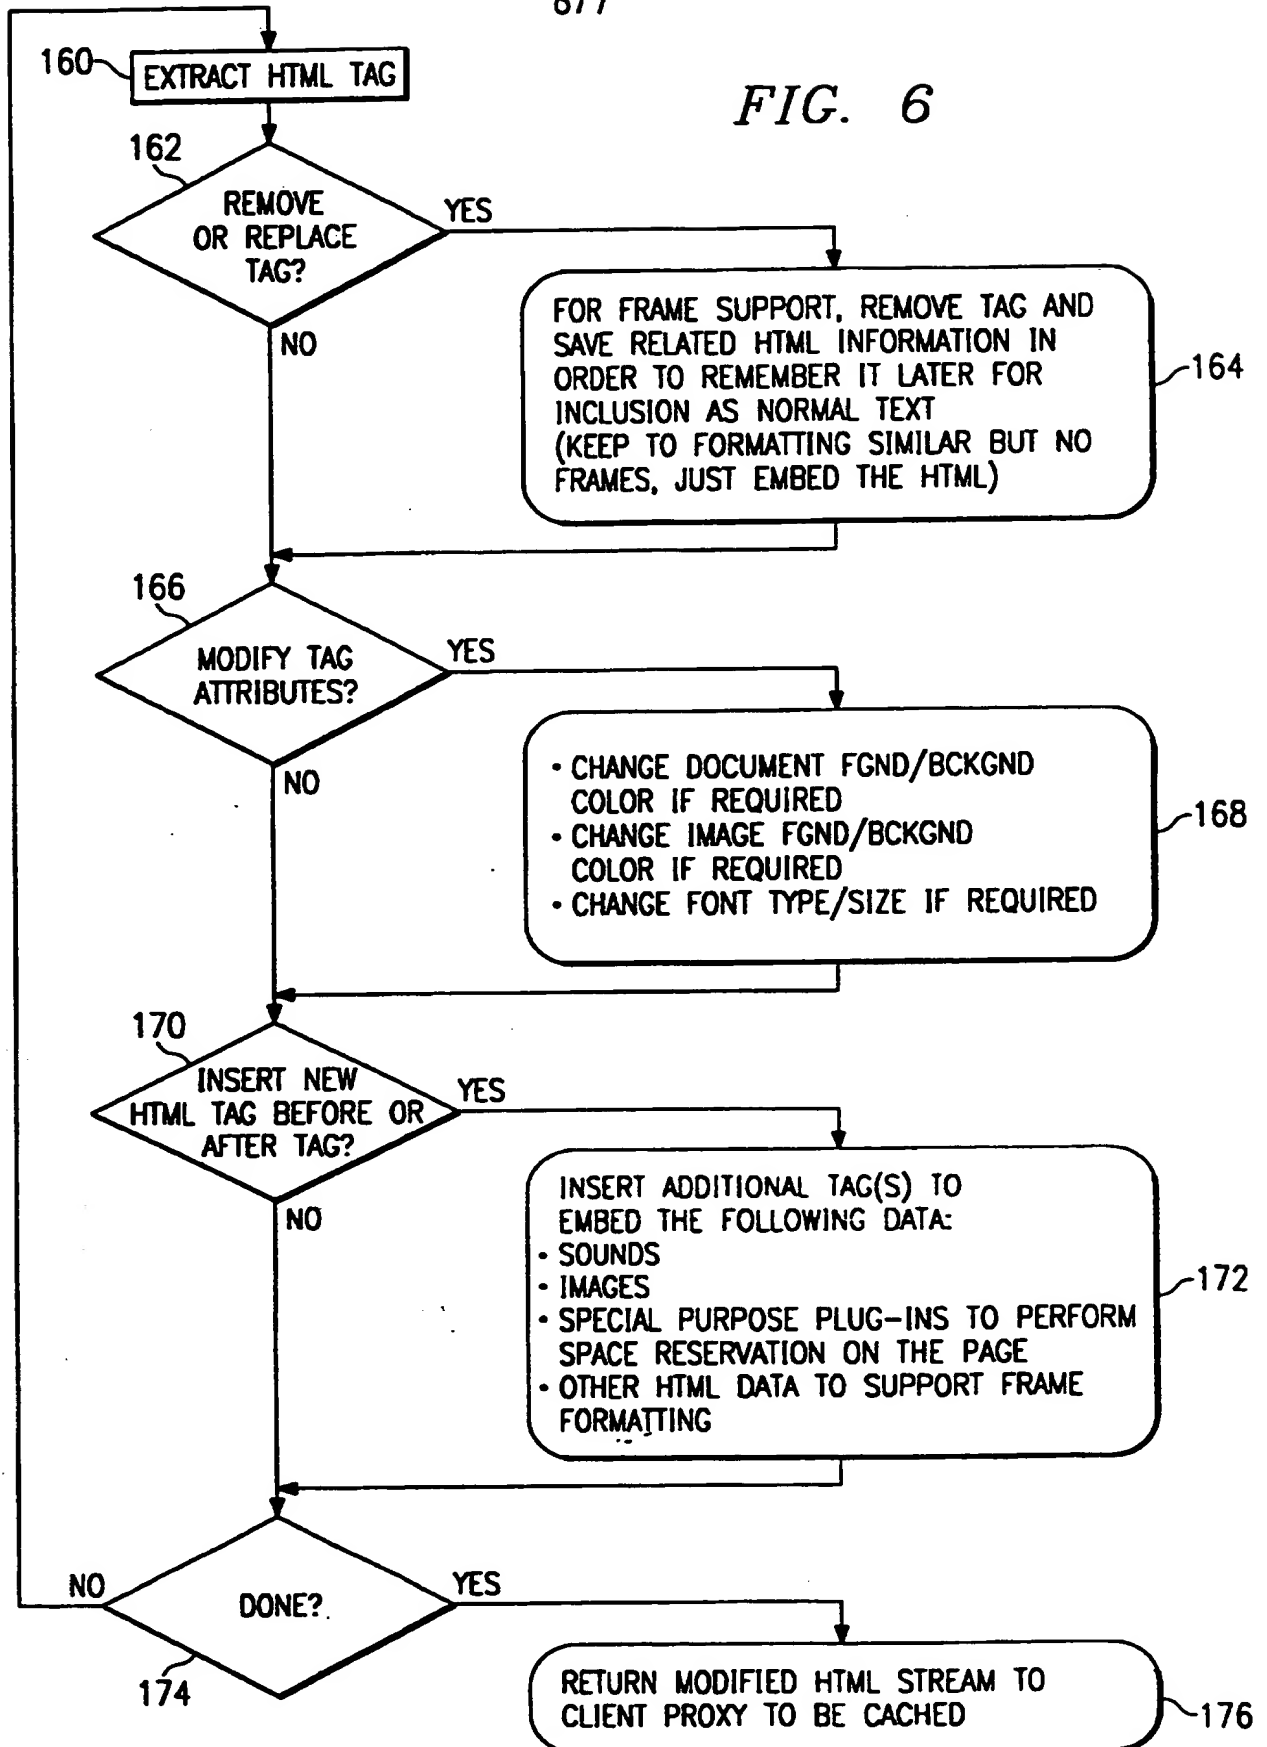 160
EXTRACT HTML TAG
FIG. 6
162
REMOVE
OR REPLACE
TAG?
YES
NO
FOR FRAME SUPPORT, REMOVE TAG AND
SAVE RELATED HTML INFORMATION IN
ORDER TO REMEMBER IT LATER FOR
INCLUSION AS NORMAL TEXT
(KEEP TO FORMATTING SIMILAR BUT NO
FRAMES, JUST EMBED THE HTML)
164
166
MODIFY TAG
ATTRIBUTES?
YES
NO
• CHANGE DOCUMENT FGND/BCKGND
COLOR IF REQUIRED
• CHANGE IMAGE FGND/BCKGND
COLOR IF REQUIRED
• CHANGE FONT TYPE/SIZE IF REQUIRED
168
170
INSERT NEW
HTML TAG BEFORE OR
AFTER TAG?
YES
NO
INSERT ADDITIONAL TAG(S) TO
EMBED THE FOLLOWING DATA:
• SOUNDS
• IMAGES
• SPECIAL PURPOSE PLUG-INS TO PERFORM
SPACE RESERVATION ON THE PAGE
• OTHER HTML DATA TO SUPPORT FRAME
FORMATTING
172
NO
DONE?
YES
174
RETURN MODIFIED HTML STREAM TO
CLIENT PROXY TO BE CACHED
176